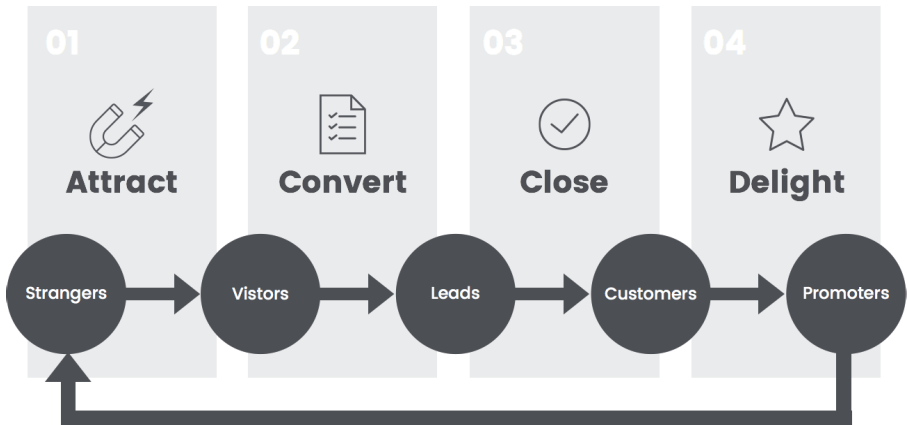 01
02
03
04
Attract
Convert
Close
Delight
Strangers
Vistors
Leads
Customers
Promoters